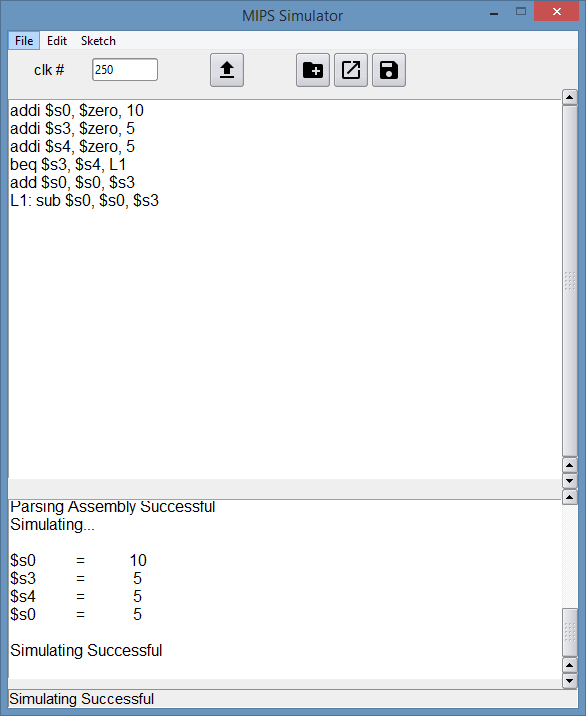 MIPS Simulator
File Edit Sketch
clk # 250
addi $s0, $zero, 10
addi $s3, $zero, 5
addi $s4, $zero, 5
beq $s3, $s4, L1
add $s0, $s0, $s3
L1: sub $s0, $s0, $s3
Parsing Assembly Successful
Simulating...
$s0 = 10
$s3 = 5
$s4 = 5
$s0 = 5
Simulating Successful
Simulating Successful